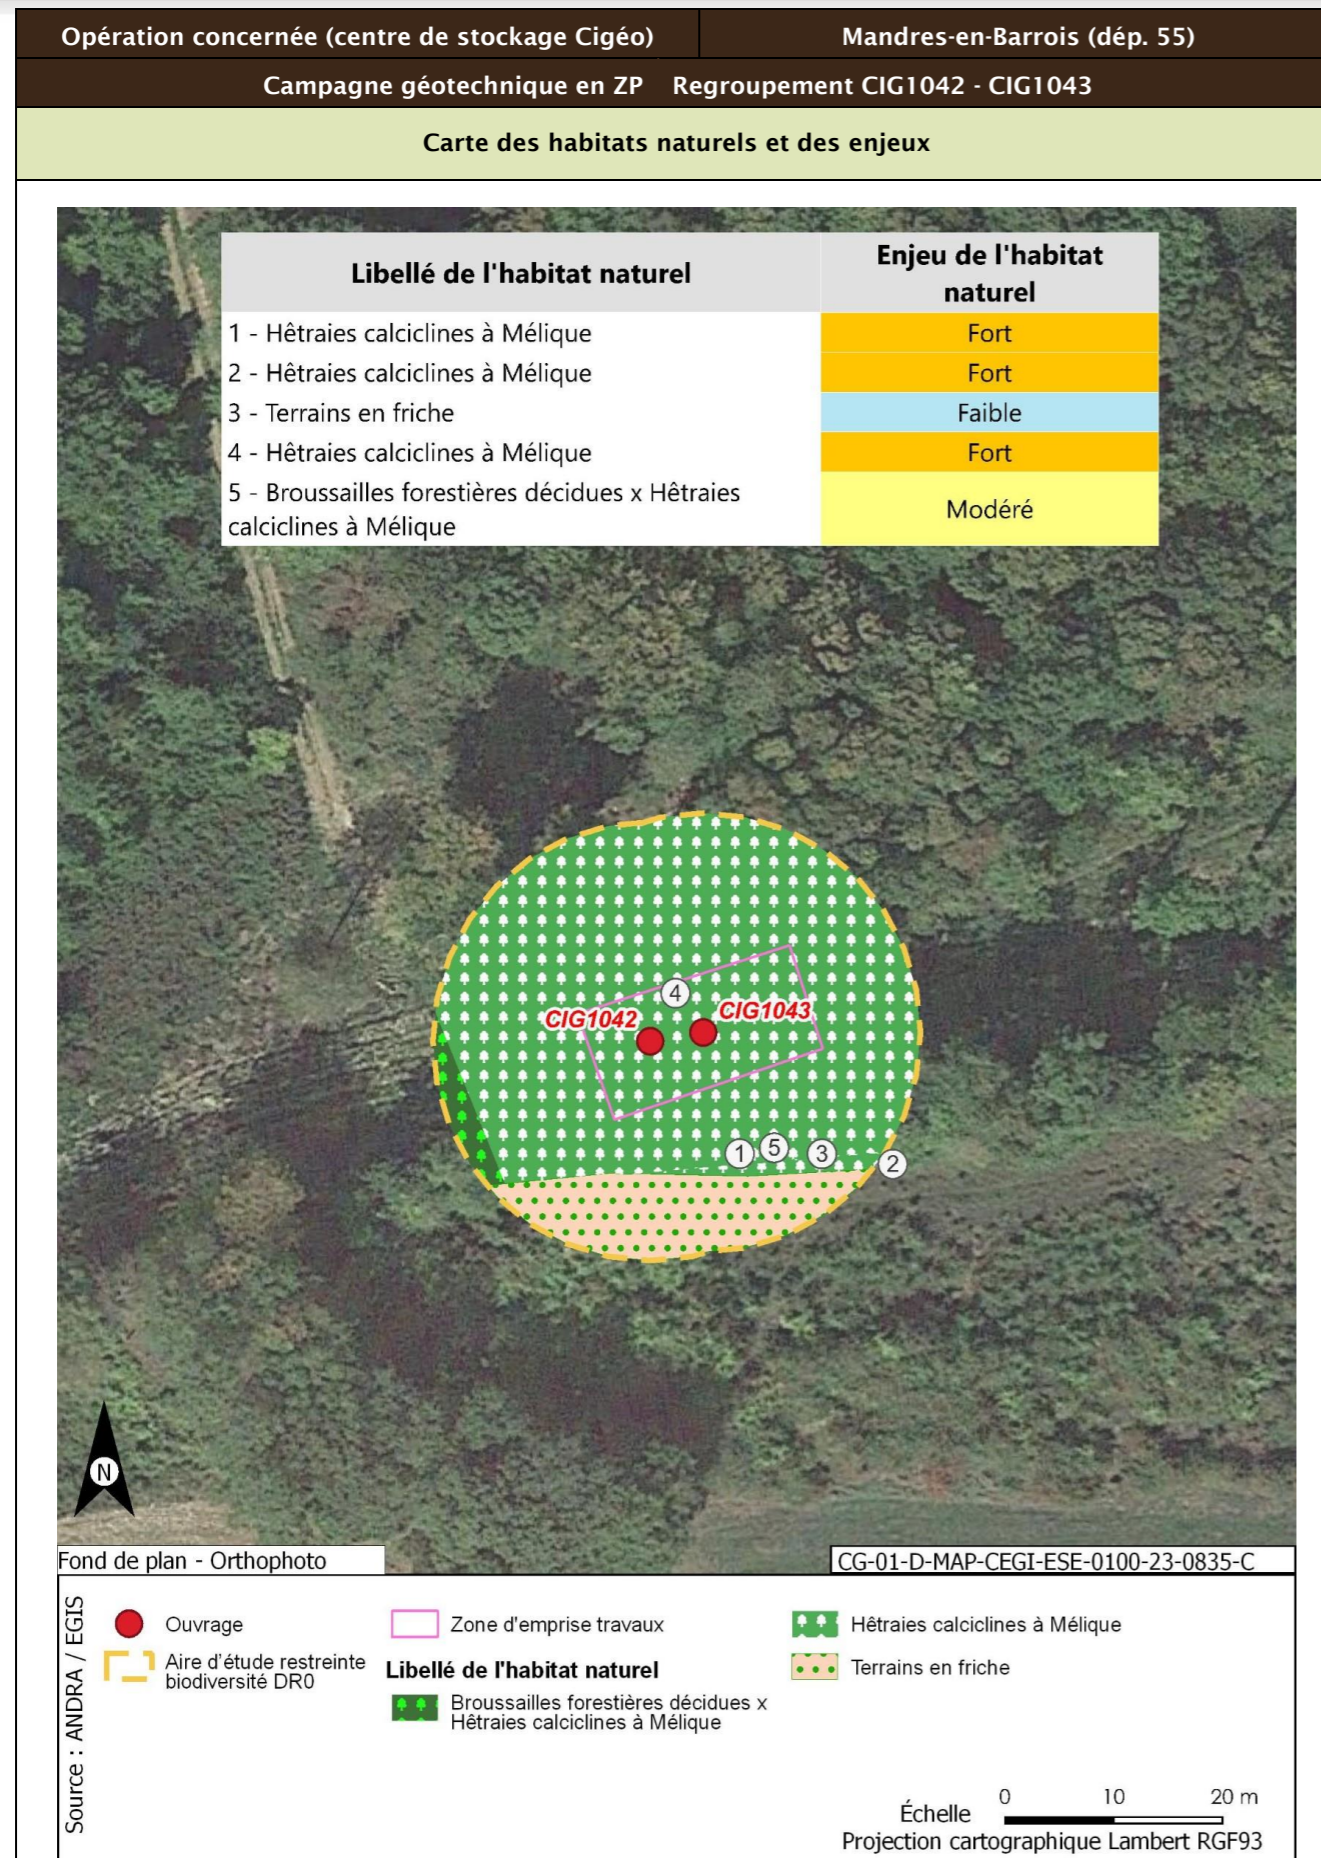 Opération concernée (centre de stockage Cigéo)
Mandres-en-Barrois (dép. 55)
Campagne géotechnique en ZP Regroupement CIG1042 - CIG1043
Carte des habitats naturels et des enjeux
Libellé de l'habitat naturel
Enjeu de l'habitat
naturel
1 - Hêtraies calciclines à Mélique
Fort
2 - Hêtraies calciclines à Mélique
Fort
3 - Terrains en friche
Faible
4 - Hêtraies calciclines à Mélique
Fort
5 - Broussailles forestières décidues x Hêtraies
calciclines à Mélique
Modéré
4
CIG1042
CIG1043
1
5
3
2
N
Fond de plan - Orthophoto
CG-01-D-MAP-CEGI-ESE-0100-23-0835-C
Source : ANDRA / EGIS
Ouvrage
Aire d'étude restreinte
biodiversité DR0
Zone d'emprise travaux
Libellé de l'habitat naturel
Broussailles forestières décidues x
Hêtraies calciclines à Mélique
Hêtraies calciclines à Mélique
Terrains en friche
Échelle
0 10 20 m
Projection cartographique Lambert RGF93